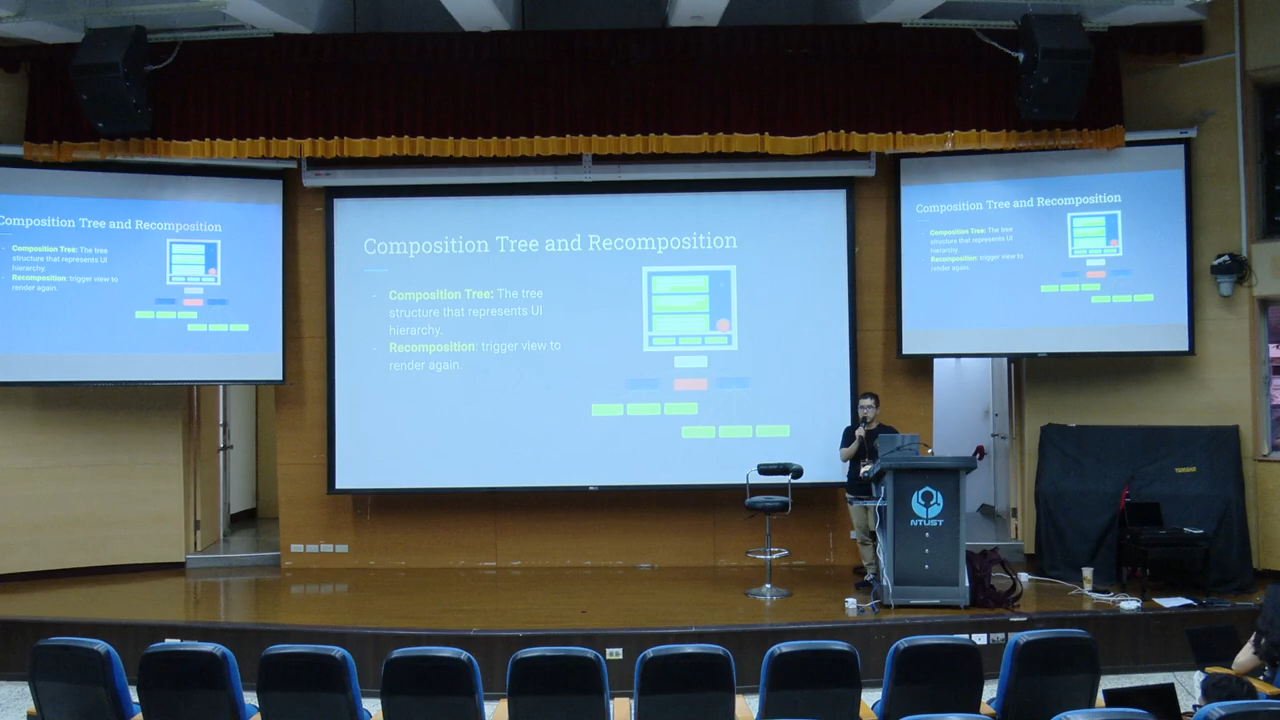 Composition Tree and Recomposition
- Composition Tree: The tree
structure that represents UI
hierarchy.
- Recomposition: trigger view to
render again.
Composition Tree and Recomposition
- Composition Tree: The tree
structure that represents UI
hierarchy.
- Recomposition: trigger view to
render again.
Composition Tree and Recomposition
- Composition Tree: The tree
structure that represents UI
hierarchy.
- Recomposition: trigger view to
render again.
NTUST
YAMAHA